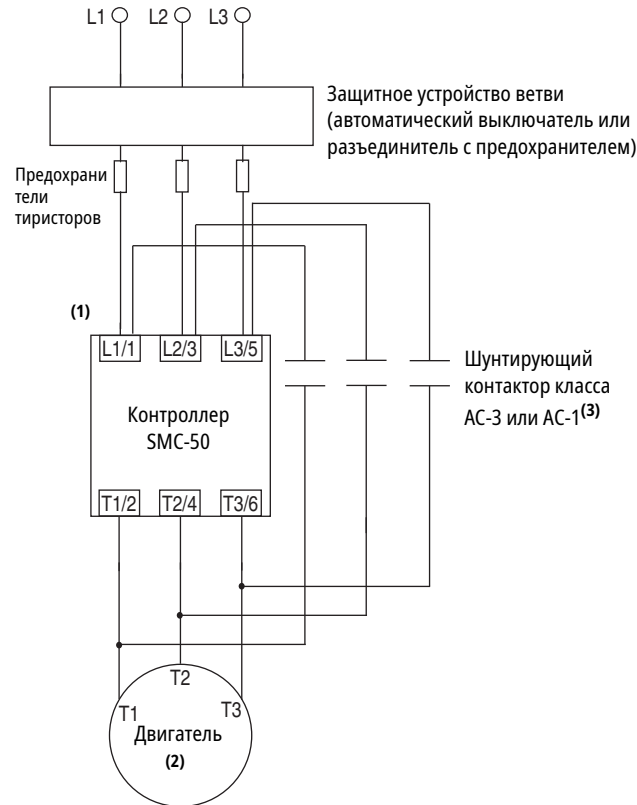 L1 L2 L3
Защитное устройство ветви
(автоматический выключатель или
разъединитель с предохранителем)
Предохрани
тели
тиристоров
(1)
L1/1 L2/3 L3/5
Шунтирующий
контактор класса
AC-3 или AC-1(3)
Контроллер
SMC-50
T1/2 T2/4 T3/6
T2
T1 T3
Двигатель
(2)